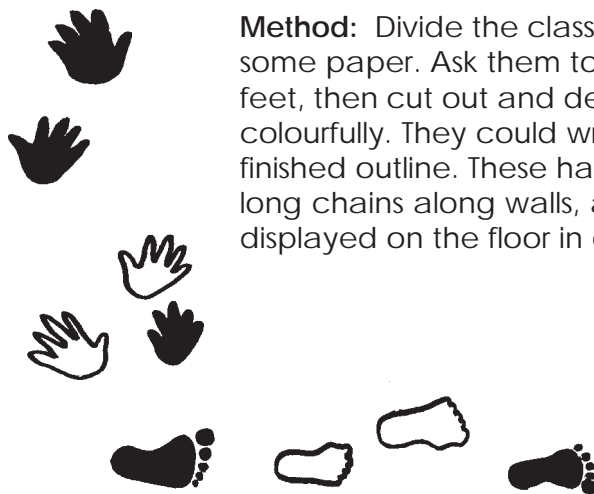 Method: Divide the class
some paper. Ask them to
feet, then cut out and de
colourfully. They could wr
finished outline. These ha
long chains along walls, a
displayed on the floor in